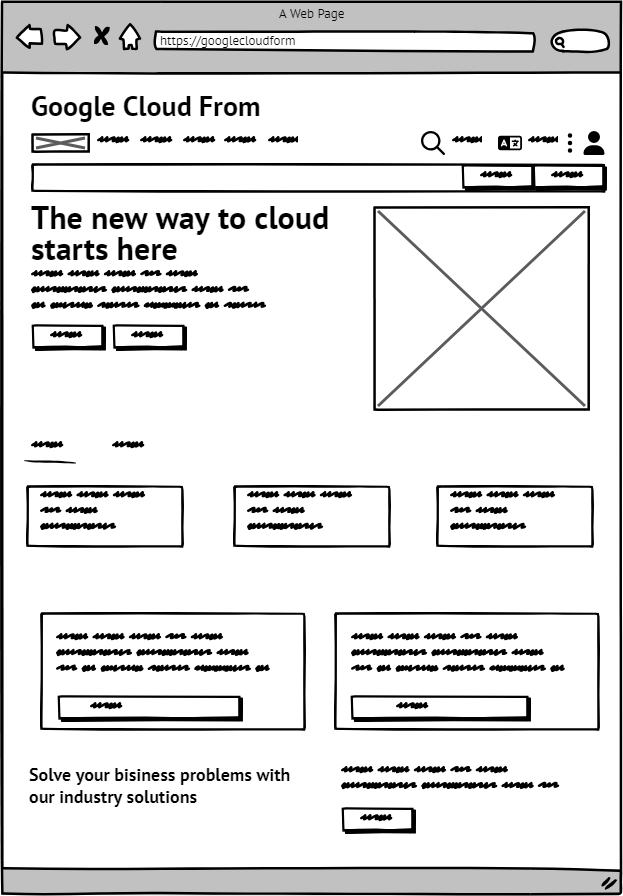 A Web Page
https://googlecloudform
Google Cloud From
The new way to cloud
starts here
Solve your bisiness problems with
our industry solutions